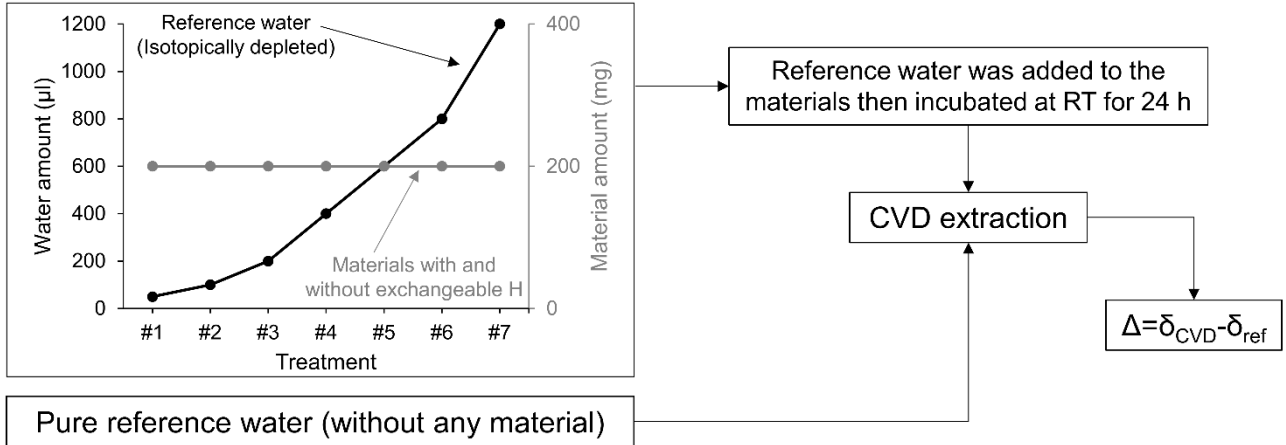 1200
1000
800
600
400
200
0
Water amount (µl)
Reference water
(Isotopically depleted)
Materials with and
without exchangeable H
400
200
0
Material amount (mg)
#1 #2 #3 #4 #5 #6 #7
Treatment
Reference water was added to the
materials then incubated at RT for 24 h
CVD extraction
Δ=δCVD-δref
Pure reference water (without any material)